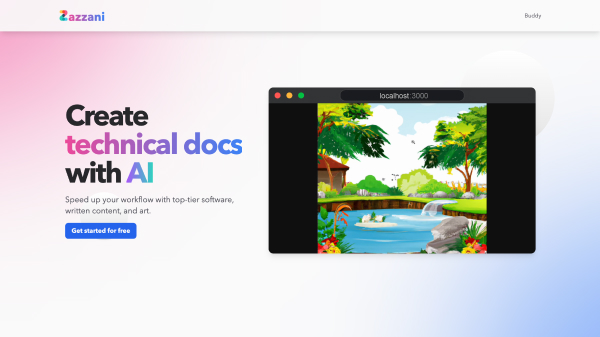 Zazzani
Buddy
localhost:3000
Create
technical docs
with AI
Speed up your workflow with top-tier software,
written content, and art.
Get started for free